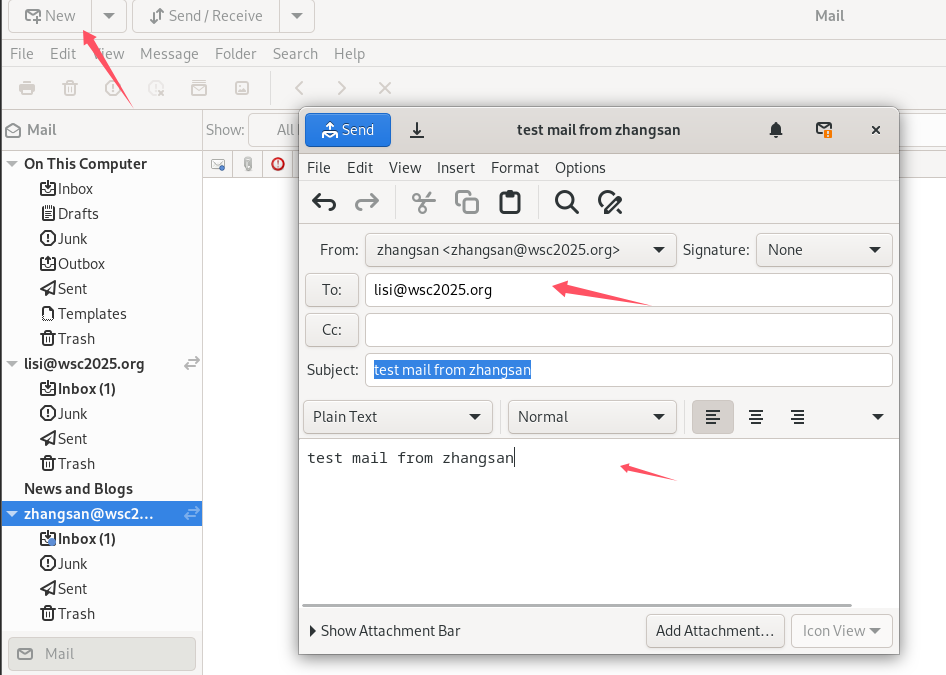 New
Send / Receive
Mail
File Edit View Message Folder Search Help
Mail
Show:
All
On This Computer
Inbox
Drafts
Junk
Outbox
Sent
Templates
Trash
lisi@wsc2025.org
Inbox (1)
Junk
Sent
Trash
News and Blogs
zhangsan@wsc2...
Inbox (1)
Junk
Sent
Trash
Mail
Send
test mail from zhangsan
File Edit View Insert Format Options
From: zhangsan <zhangsan@wsc2025.org> Signature: None
To: lisi@wsc2025.org
Cc:
Subject: test mail from zhangsan
Plain Text Normal
test mail from zhangsan
Show Attachment Bar Add Attachment... Icon View